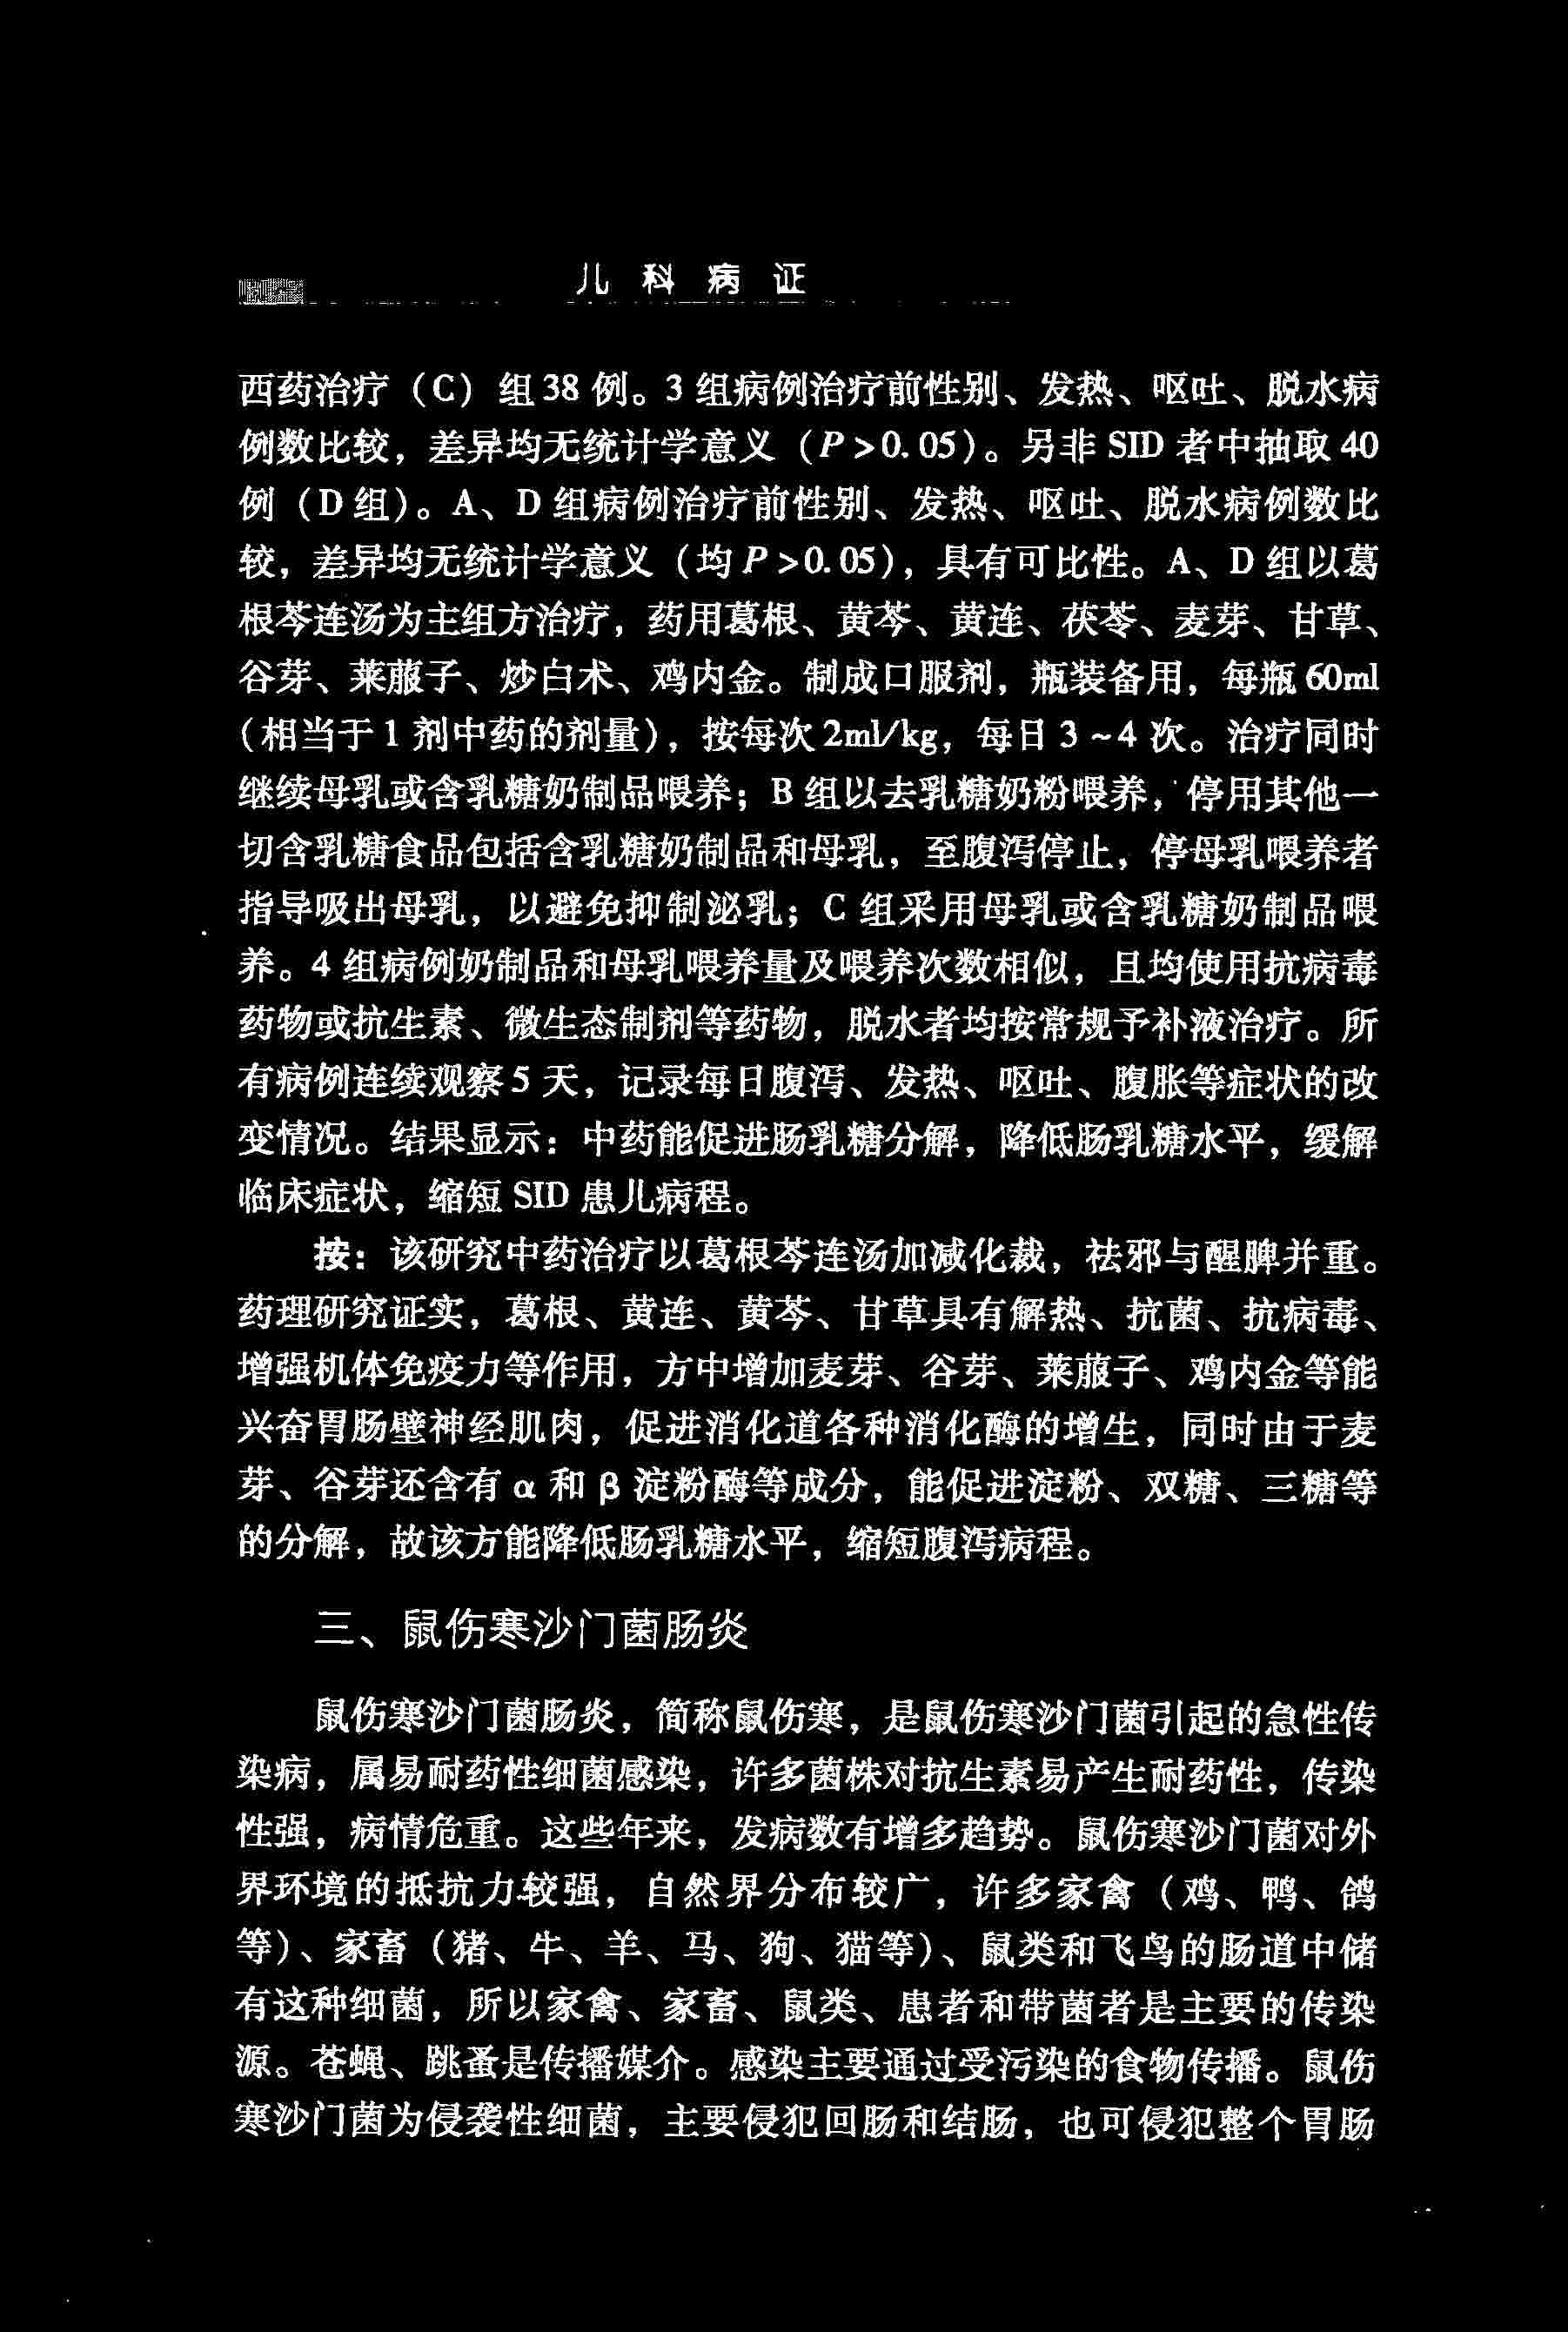 儿科病证
西药治疗（C）组38例。3组病例治疗前性别、发热、呕吐、脱水病
例数比较，差异均无统计学意义（P>0.05）。另非SID者中抽取40
例（D组）。A、D组病例治疗前性别、发热、呕吐、脱水病例数比
较，差异均无统计学意义（均P>0.05），具有可比性。A、D组以葛
根芩连汤为主组方治疗，药用葛根、黄芩、黄连、茯苓、麦芽、甘草、
谷芽、莱菔子、炒白术、鸡内金。制成口服剂，瓶装备用，每瓶60ml
（相当于1剂中药的剂量），按每次2ml/kg，每日3~4次。治疗同时
继续母乳或含乳糖奶制品喂养；B组以去乳糖奶粉喂养，停用其他一
切含乳糖食品包括含乳糖奶制品和母乳，至腹泻停止，停母乳喂养者
指导吸出母乳，以避免抑制泌乳；C组采用母乳或含乳糖奶制品喂
养。4组病例奶制品和母乳喂养量及喂养次数相似，且均使用抗病毒
药物或抗生素、微生态制剂等药物，脱水者均按常规予补液治疗。所
有病例连续观察5天，记录每日腹泻、发热、呕吐、腹胀等症状的改
变情况。结果显示：中药能促进肠乳糖分解，降低肠乳糖水平，缓解
临床症状，缩短SID患儿病程。
按：该研究中药治疗以葛根芩连汤加减化裁，祛邪与醒脾并重。
药理研究证实，葛根、黄连、黄芩、甘草具有解热、抗菌、抗病毒、
增强机体免疫力等作用，方中增加麦芽、谷芽、莱菔子、鸡内金等能
兴奋胃肠壁神经肌肉，促进消化道各种消化酶的增生，同时由于麦
芽、谷芽还含有α和β淀粉酶等成分，能促进淀粉、双糖、三糖等
的分解，故该方能降低肠乳糖水平，缩短腹泻病程。
三、鼠伤寒沙门菌肠炎
鼠伤寒沙门菌肠炎，简称鼠伤寒，是鼠伤寒沙门菌引起的急性传
染病，属易耐药性细菌感染，许多菌株对抗生素易产生耐药性，传染
性强，病情危重。这些年来，发病数有增多趋势。鼠伤寒沙门菌对外
界环境的抵抗力较强，自然界分布较广，许多家禽（鸡、鸭、鸽
等）、家畜（猪、牛、羊、马、狗、猫等）、鼠类和飞鸟的肠道中储
有这种细菌，所以家禽、家畜、鼠类、患者和带菌者是主要的传染
源。苍蝇、跳蚤是传播媒介。感染主要通过受污染的食物传播。鼠伤
寒沙门菌为侵袭性细菌，主要侵犯回肠和结肠，也可侵犯整个胃肠